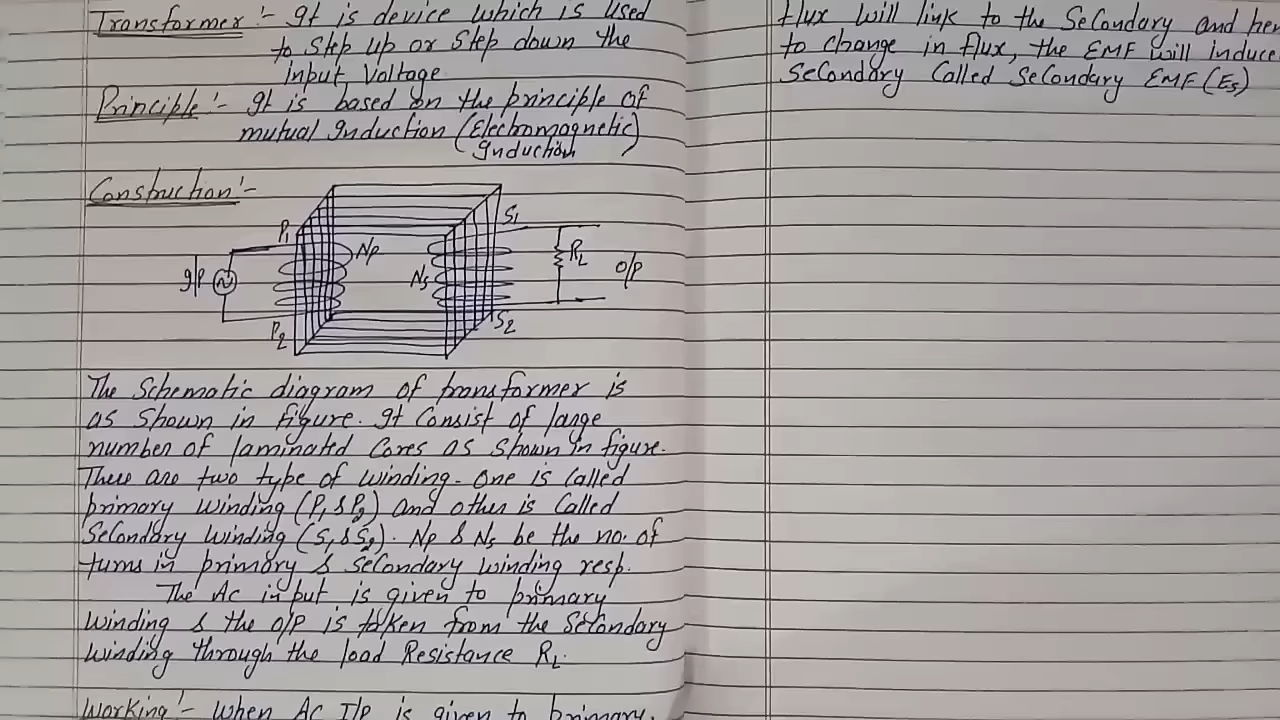 Transformer :- It is device which is used
to step up or step down the
input voltage
Principle :- It is based on the principle of
mutual Induction (Electromagnetic)
Induction
Construction :-
P1
Np
I/P
P2
S1
Ns
RL
O/P
S2
The Schematic diagram of transformer is
as shown in figure. It consist of large
number of laminated Cores as shown in figure.
There are two type of winding. One is called
primary winding (P1 & P2) and other is called
Secondary winding (S1 & S2). Np & Ns be the no. of
turns in primary & secondary winding resp.
The Ac input is given to primary
winding & the O/P is taken from the Secondary
winding through the load Resistance RL.
Working :- When Ac I/P is given to primary,
flux will link to the Secondary and hen
to change in flux, the EMF will induce
Secondary called Secondary EMF (Es)